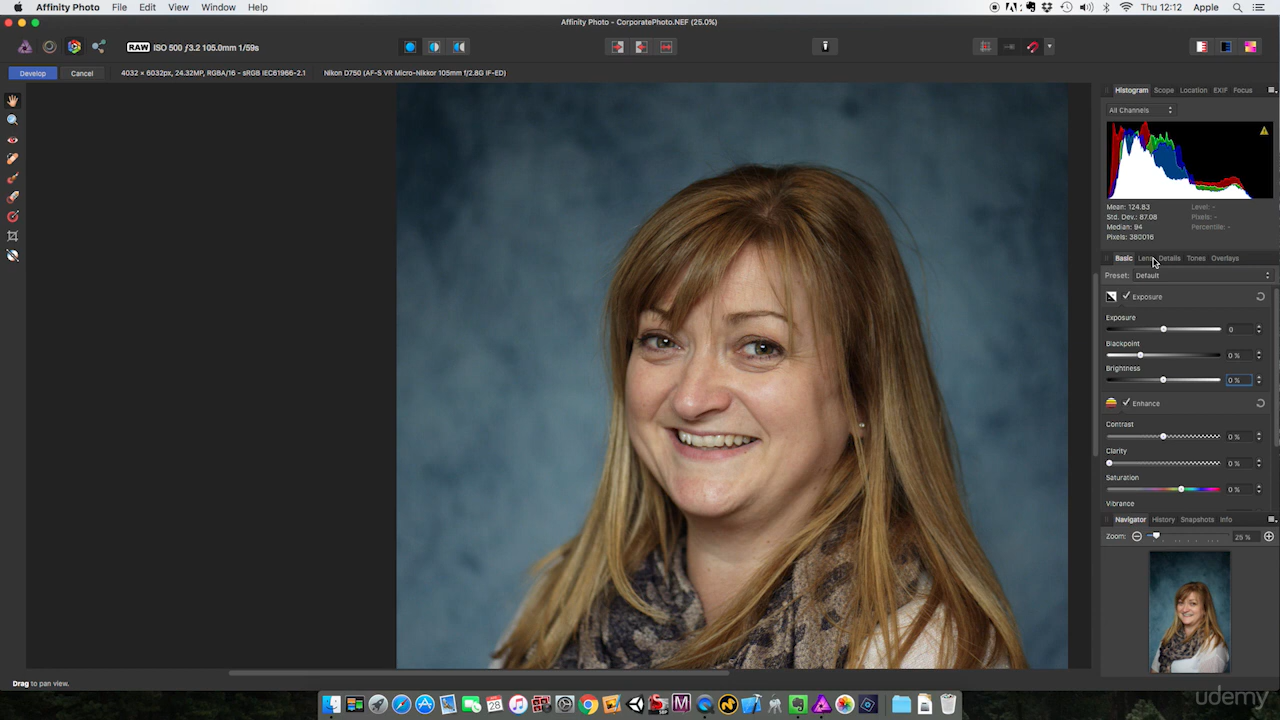 Affinity Photo File Edit View Window Help Thu 12:12 Apple
Affinity Photo - CorporatePhoto.NEF (25.0%)
RAW ISO 500 ƒ3.2 105.0mm 1/59s
Develop Cancel 4032 × 6032px, 24.32MP, RGBA/16 - sRGB IEC61966-2.1 Nikon D750 (AF-S VR Micro-Nikkor 105mm f/2.8G IF-ED)
Histogram Scope Location EXIF Focus
All Channels
Mean: 124.83 Level: -
Std. Dev.: 87.08 Pixels: -
Median: 94 Percentile: -
Pixels: 380016
Basic Details Tones Overlays
Preset: Default
Exposure
Exposure
0
Blackpoint
0 %
Brightness
0 %
Enhance
Contrast
0 %
Clarity
0 %
Saturation
0 %
Vibrance
Navigator History Snapshots Info
Zoom: 25 %
Drag to pan view.
28
udemy